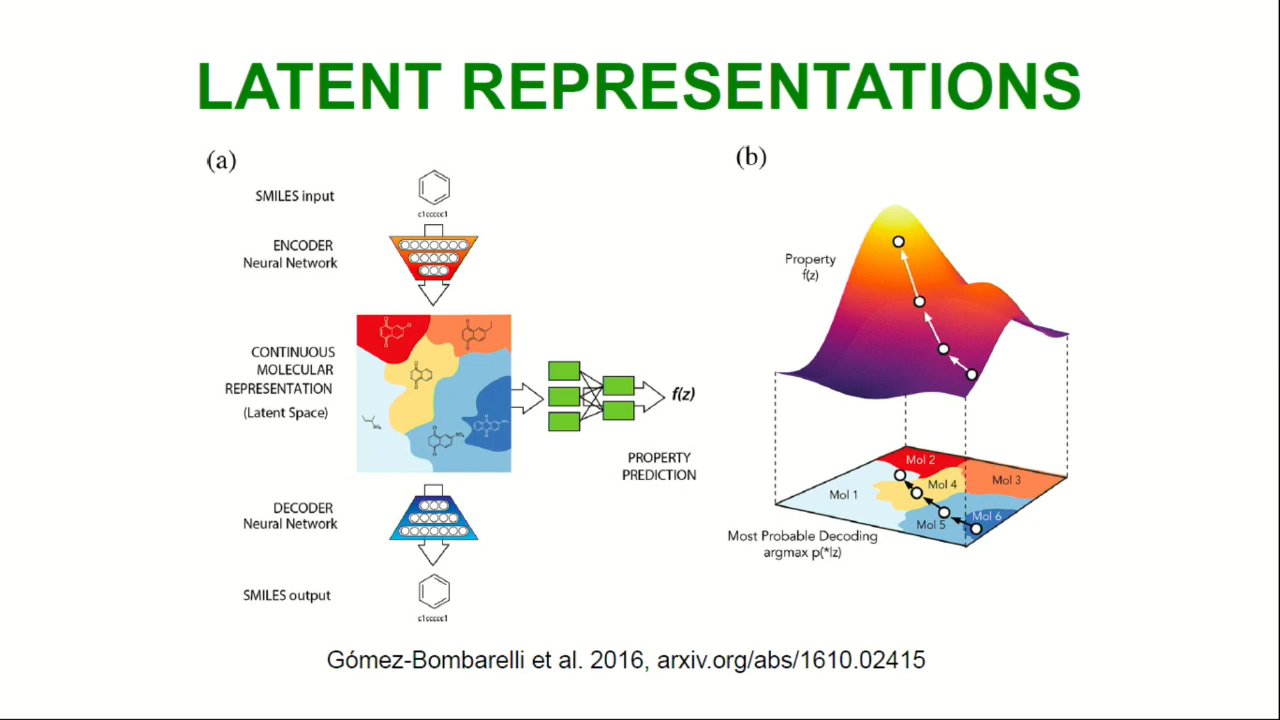 LATENT REPRESENTATIONS
(a)
SMILES input
c1ccccc1
ENCODER
Neural Network
CONTINUOUS
MOLECULAR
REPRESENTATION
(Latent Space)
f(z)
PROPERTY
PREDICTION
DECODER
Neural Network
SMILES output
c1ccccc1
(b)
Property
f(z)
Mol 2
Mol 3
Mol 4
Mol 1
Mol 6
Mol 5
Most Probable Decoding
argmax p(*|z)
Gómez-Bombarelli et al. 2016, arxiv.org/abs/1610.02415